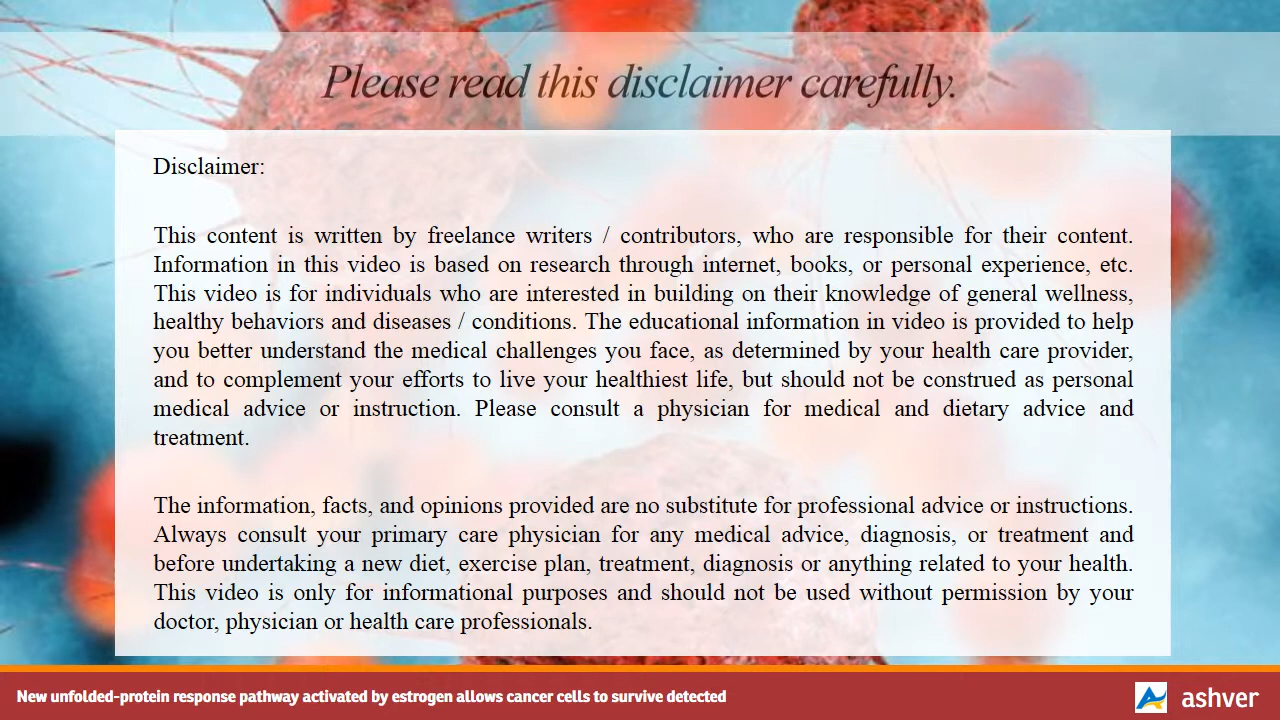 Please read this disclaimer carefully.
Disclaimer:
This content is written by freelance writers / contributors, who are responsible for their content.
Information in this video is based on research through internet, books, or personal experience, etc.
This video is for individuals who are interested in building on their knowledge of general wellness,
healthy behaviors and diseases / conditions. The educational information in video is provided to help
you better understand the medical challenges you face, as determined by your health care provider,
and to complement your efforts to live your healthiest life, but should not be construed as personal
medical advice or instruction. Please consult a physician for medical and dietary advice and
treatment.
The information, facts, and opinions provided are no substitute for professional advice or instructions.
Always consult your primary care physician for any medical advice, diagnosis, or treatment and
before undertaking a new diet, exercise plan, treatment, diagnosis or anything related to your health.
This video is only for informational purposes and should not be used without permission by your
doctor, physician or health care professionals.
New unfolded-protein response pathway activated by estrogen allows cancer cells to survive detected
ashver